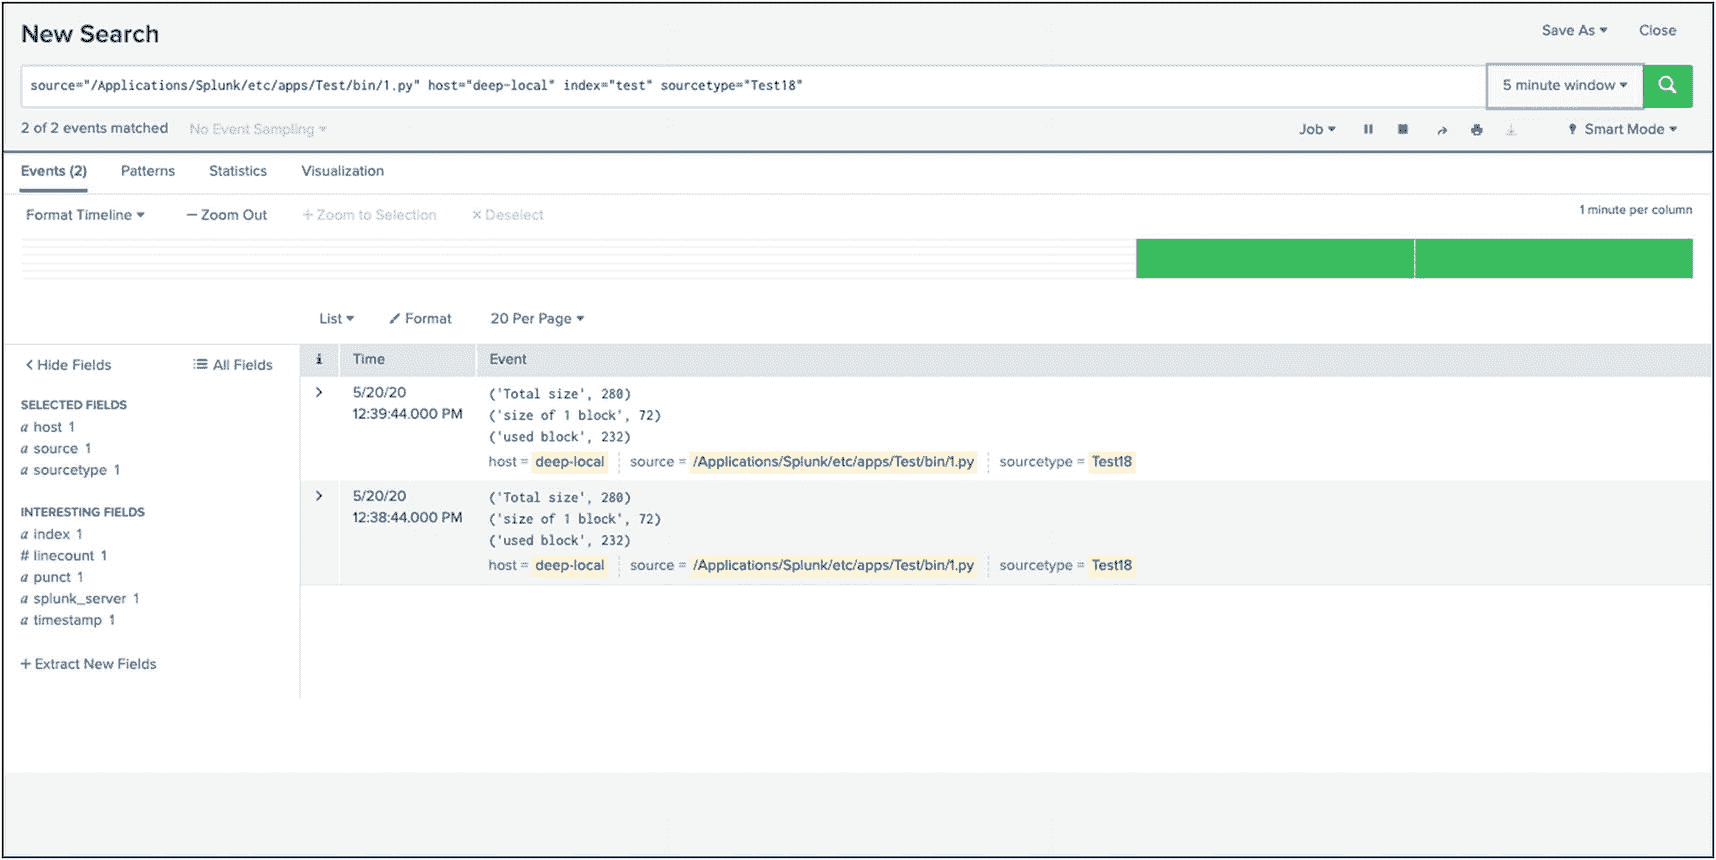 New Search
Save As Close
source="/Applications/Splunk/etc/apps/Test/bin/1.py" host="deep-local" index="test" sourcetype="Test18"
5 minute window
2 of 2 events matched No Event Sampling
Job Smart Mode
Events (2) Patterns Statistics Visualization
Format Timeline — Zoom Out + Zoom to Selection × Deselect
1 minute per column
List Format 20 Per Page
< Hide Fields All Fields
i Time Event
SELECTED FIELDS
a host 1
a source 1
a sourcetype 1
INTERESTING FIELDS
a index 1
# linecount 1
a punct 1
a splunk_server 1
a timestamp 1
+ Extract New Fields
> 5/20/20
12:39:44.000 PM
('Total size', 280)
('size of 1 block', 72)
('used block', 232)
host = deep-local source = /Applications/Splunk/etc/apps/Test/bin/1.py sourcetype = Test18
> 5/20/20
12:38:44.000 PM
('Total size', 280)
('size of 1 block', 72)
('used block', 232)
host = deep-local source = /Applications/Splunk/etc/apps/Test/bin/1.py sourcetype = Test18